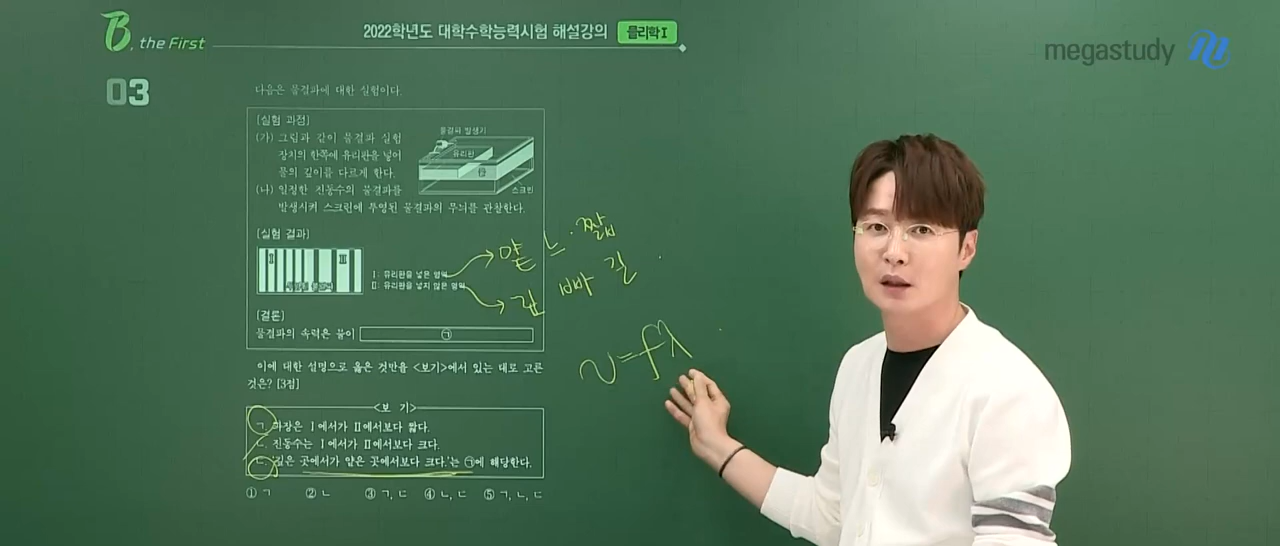 B, the First
2022학년도 대학수학능력시험 해설강의 물리학 I
megastudy
03
다음은 물결파에 대한 실험이다.
[실험 과정]
(가) 그림과 같이 물결파 실험
장치의 한쪽에 유리판을 넣어
물의 깊이를 다르게 한다.
(나) 일정한 진동수의 물결파를
발생시켜 스크린에 투영된 물결파의 무늬를 관찰한다.
물결파 발생기
유리판
물
스크린
[실험 결과]
I
II
I : 유리판을 넣은 영역
II : 유리판을 넣지 않은 영역
얕 느. 짧
깊 빠 길
[결론]
물결파의 속력은 물이 ㉠
v=fλ
이에 대한 설명으로 옳은 것만을 <보기>에서 있는 대로 고른
것은? [3점]
<보 기>
ㄱ. 파장은 I에서가 II에서보다 짧다.
ㄴ. 진동수는 I에서가 II에서보다 크다.
ㄷ. '깊은 곳에서가 얕은 곳에서보다 크다.'는 ㉠에 해당한다.
① ㄱ ② ㄴ ③ ㄱ, ㄷ ④ ㄴ, ㄷ ⑤ ㄱ, ㄴ, ㄷ